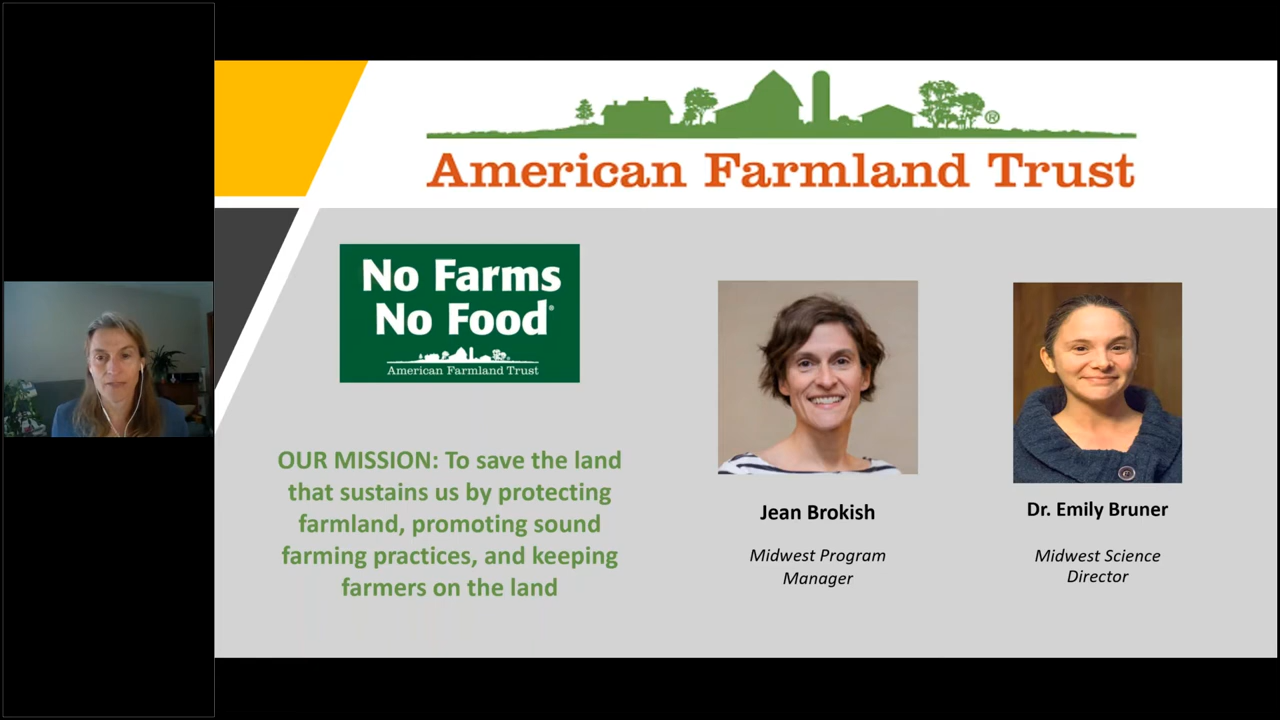 ®
American Farmland Trust
No Farms
No Food®
American Farmland Trust
OUR MISSION: To save the land
that sustains us by protecting
farmland, promoting sound
farming practices, and keeping
farmers on the land
Jean Brokish
Midwest Program
Manager
Dr. Emily Bruner
Midwest Science
Director